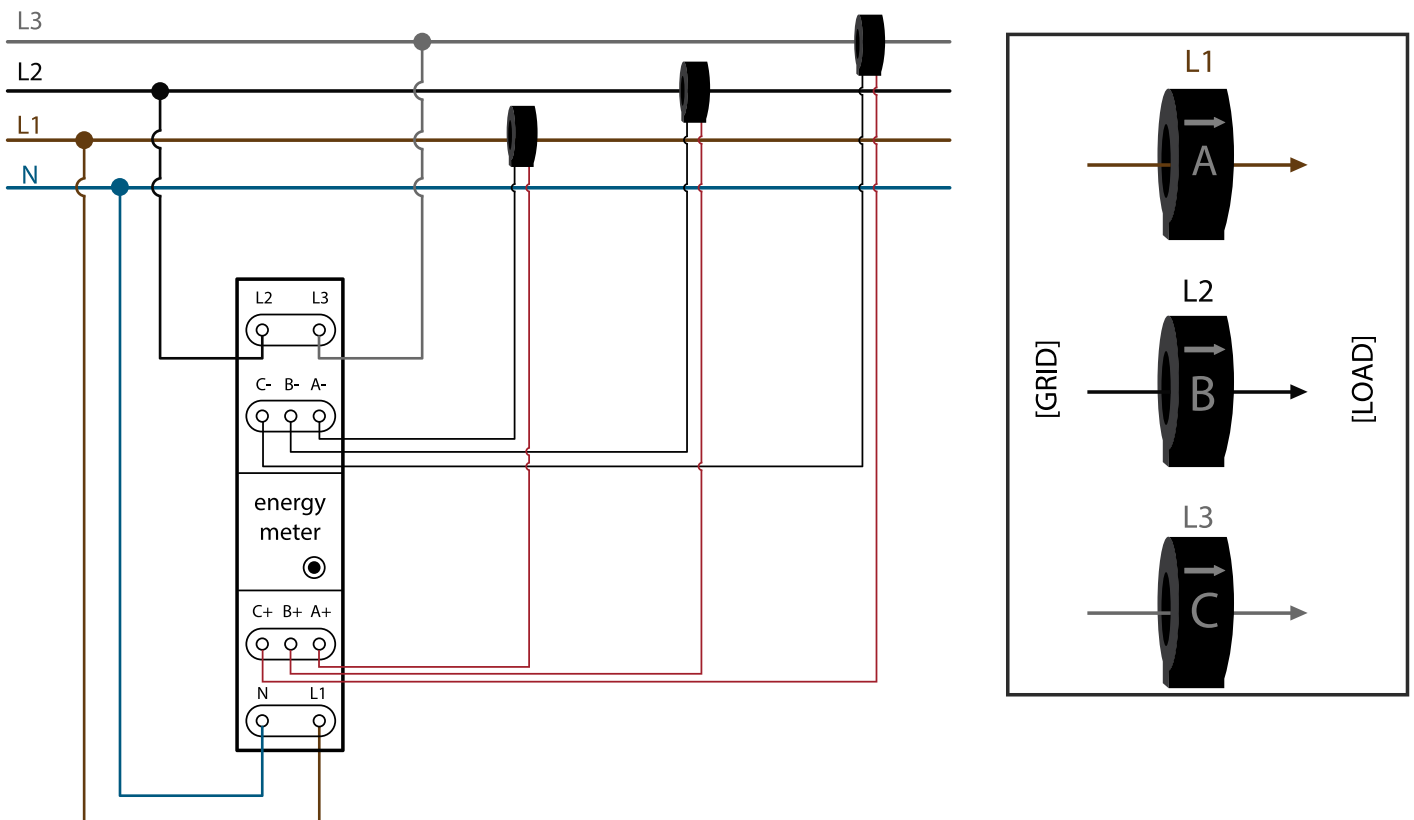 L3
L2
L1
N
L2 L3
C- B- A-
energy
meter
C+ B+ A+
N L1
L1
A
L2
B
[GRID]
[LOAD]
L3
C